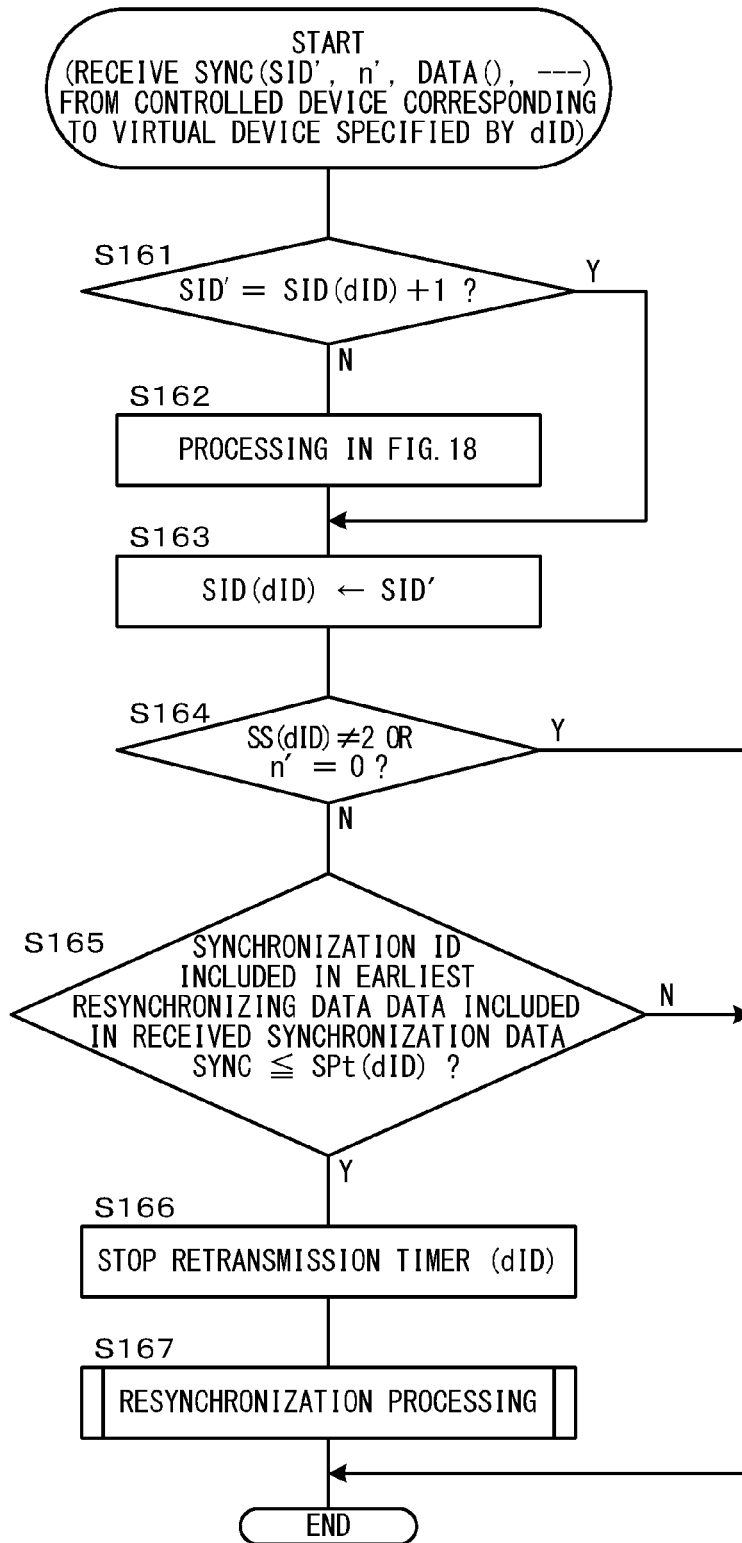 START
(RECEIVE SYNC(SID', n', DATA(), ---)
FROM CONTROLLED DEVICE CORRESPONDING
TO VIRTUAL DEVICE SPECIFIED BY dID)
S161
SID' = SID(dID)+1 ?
Y
N
S162
PROCESSING IN FIG.18
S163
SID(dID) ← SID'
S164
SS(dID)≠2 OR
n' = 0 ?
Y
N
S165
SYNCHRONIZATION ID
INCLUDED IN EARLIEST
RESYNCHRONIZING DATA DATA INCLUDED
IN RECEIVED SYNCHRONIZATION DATA
SYNC ≦ SPt(dID) ?
N
Y
S166
STOP RETRANSMISSION TIMER (dID)
S167
RESYNCHRONIZATION PROCESSING
END